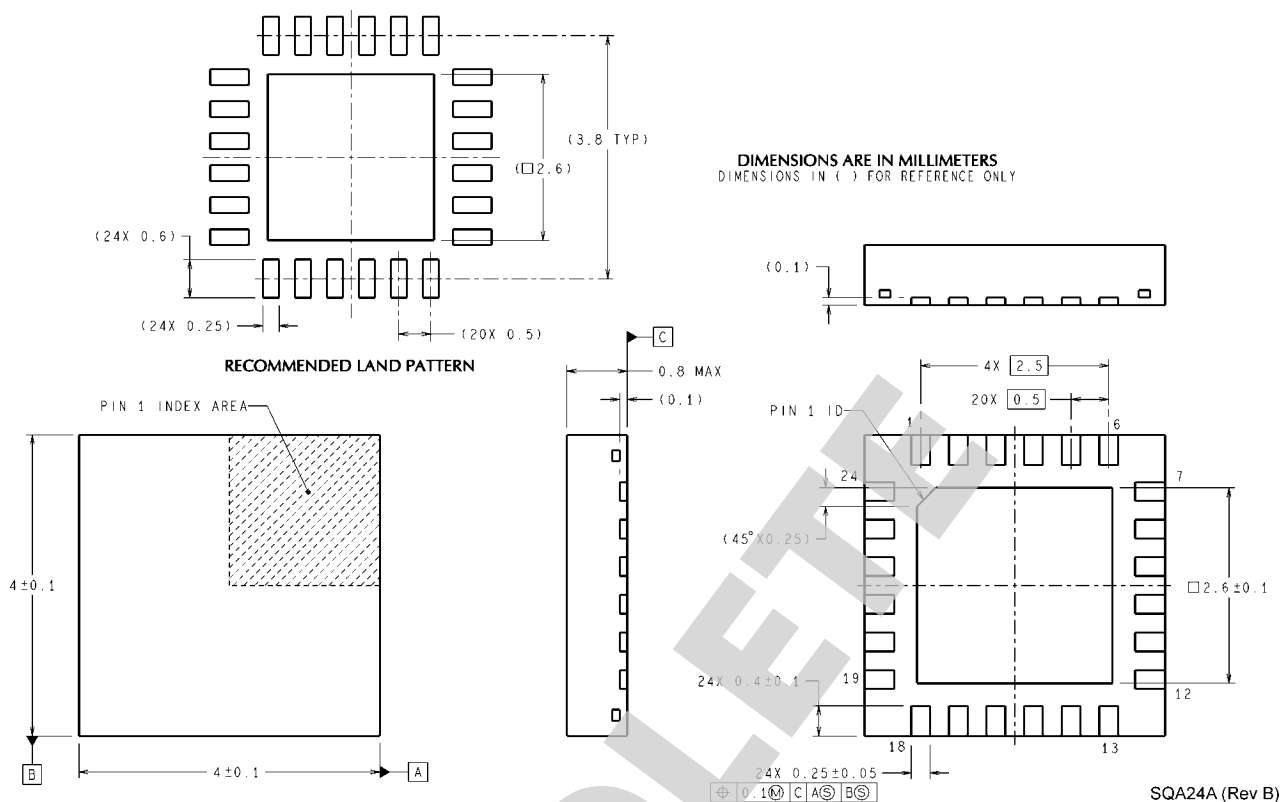 (3.8 TYP)
(□2.6)
(24X 0.6)
(24X 0.25)
(20X 0.5)
RECOMMENDED LAND PATTERN
DIMENSIONS ARE IN MILLIMETERS
DIMENSIONS IN ( ) FOR REFERENCE ONLY
(0.1)
PIN 1 INDEX AREA
4±0.1
B
4±0.1
A
C
0.8 MAX
(0.1)
4X 2.5
20X 0.5
PIN 1 ID
1
6
24
7
(45°X0.25)
□2.6±0.1
24X 0.4±0.1
19
12
18
13
24X 0.25±0.05
⌖ 0.1Ⓜ C AⓈ BⓈ
OLETE
SQA24A (Rev B)